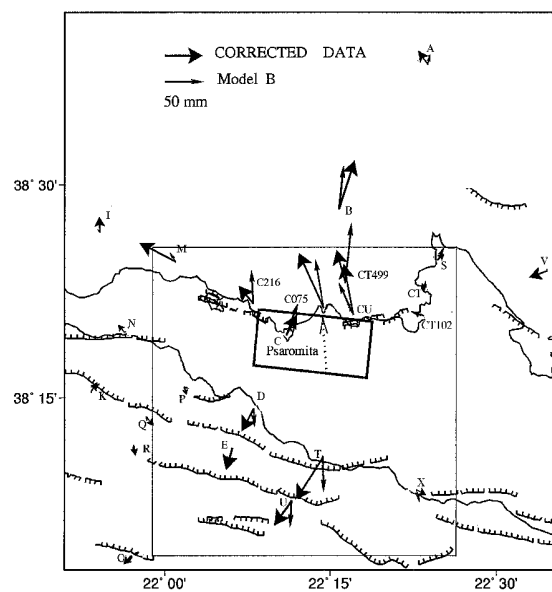 A
CORRECTED DATA
Model B
50 mm
38° 30'
B
I
M
S
V
C216
CT499
CT
C075
CU
A
CT102
N
C
Psaromita
38° 15'
K
P
D
Q
R
E
T
X
U
O
22° 00'
22° 15'
22° 30'